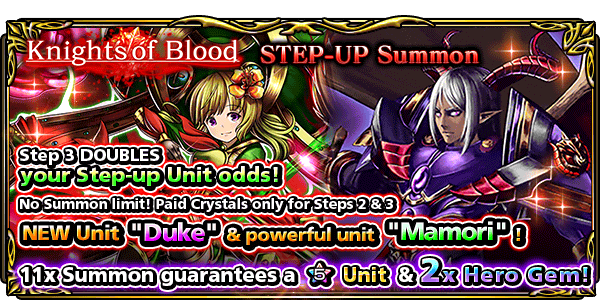 Knights of Blood STEP-UP Summon
Step 3 DOUBLES
your Step-up Unit odds!
No Summon limit! Paid Crystals only for Steps 2 & 3
NEW Unit "Duke" & powerful unit "Mamori"!
11x Summon guarantees a 5 Unit & 2x Hero Gem!